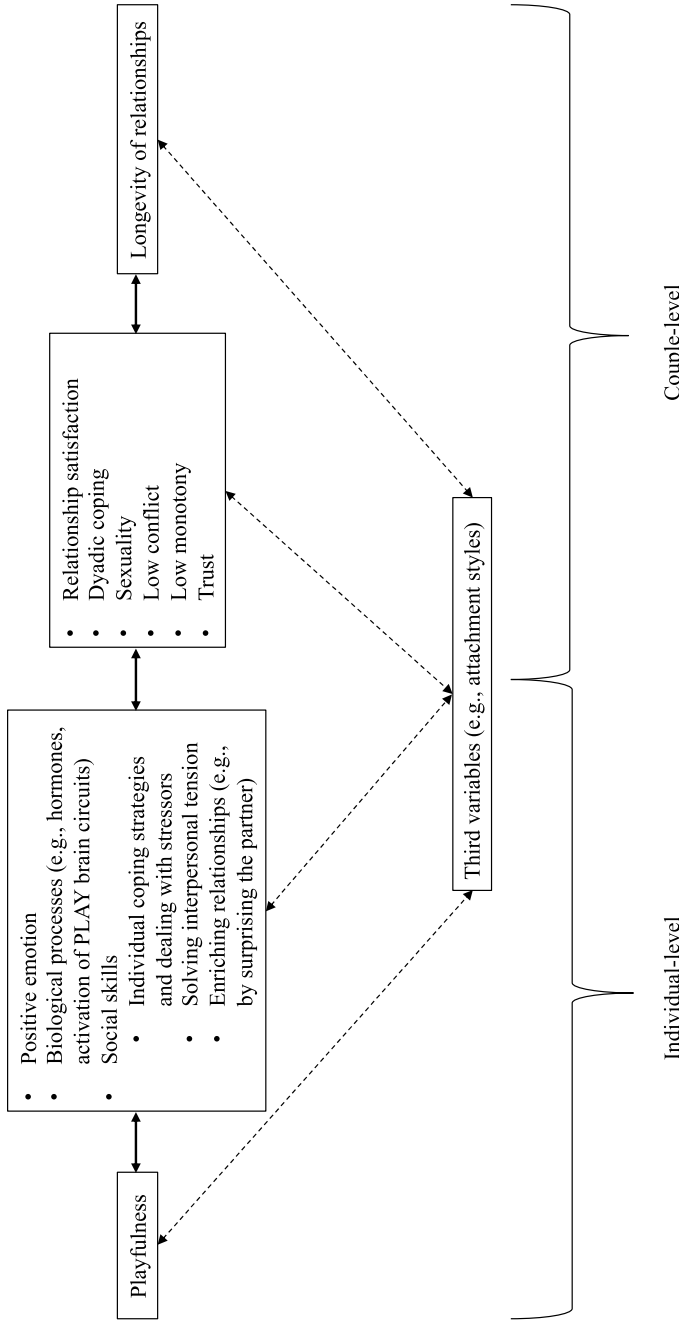 Playfulness
• Positive emotion
• Biological processes (e.g., hormones,
activation of PLAY brain circuits)
• Social skills
• Individual coping strategies
and dealing with stressors
• Solving interpersonal tension
• Enriching relationships (e.g.,
by surprising the partner)
• Relationship satisfaction
• Dyadic coping
• Sexuality
• Low conflict
• Low monotony
• Trust
Longevity of relationships
Third variables (e.g., attachment styles)
Individual-level
Couple-level